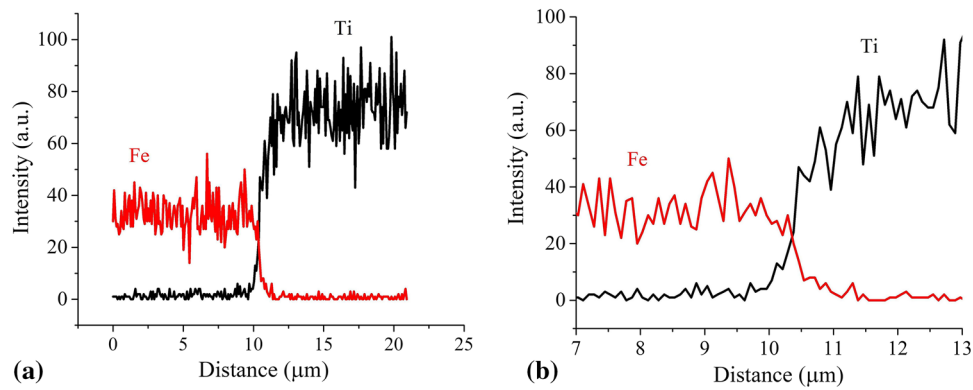 100
80
60
40
20
0
Intensity (a.u.)
Ti
Fe
0 5 10 15 20 25
Distance (μm)
(a)
100
80
60
40
20
0
Intensity (a.u.)
Ti
Fe
7 8 9 10 11 12 13
Distance (μm)
(b)